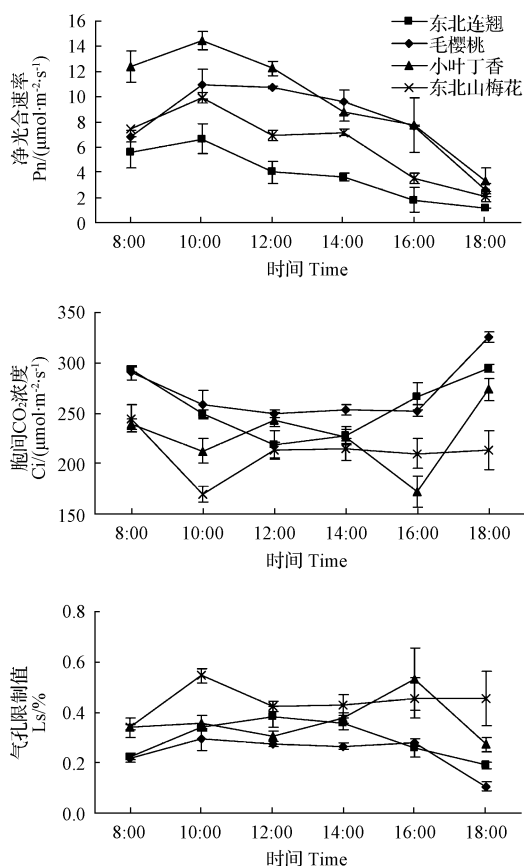 16
14
12
10
8
6
4
2
0
净光合速率
Pn/(μmol·m⁻²·s⁻¹)
东北连翘
毛樱桃
小叶丁香
东北山梅花
8:00 10:00 12:00 14:00 16:00 18:00
时间 Time
350
300
250
200
150
胞间CO₂浓度
Ci/(μmol·m⁻²·s⁻¹)
8:00 10:00 12:00 14:00 16:00 18:00
时间 Time
0.8
0.6
0.4
0.2
0.0
气孔限制值
Ls/%
8:00 10:00 12:00 14:00 16:00 18:00
时间 Time